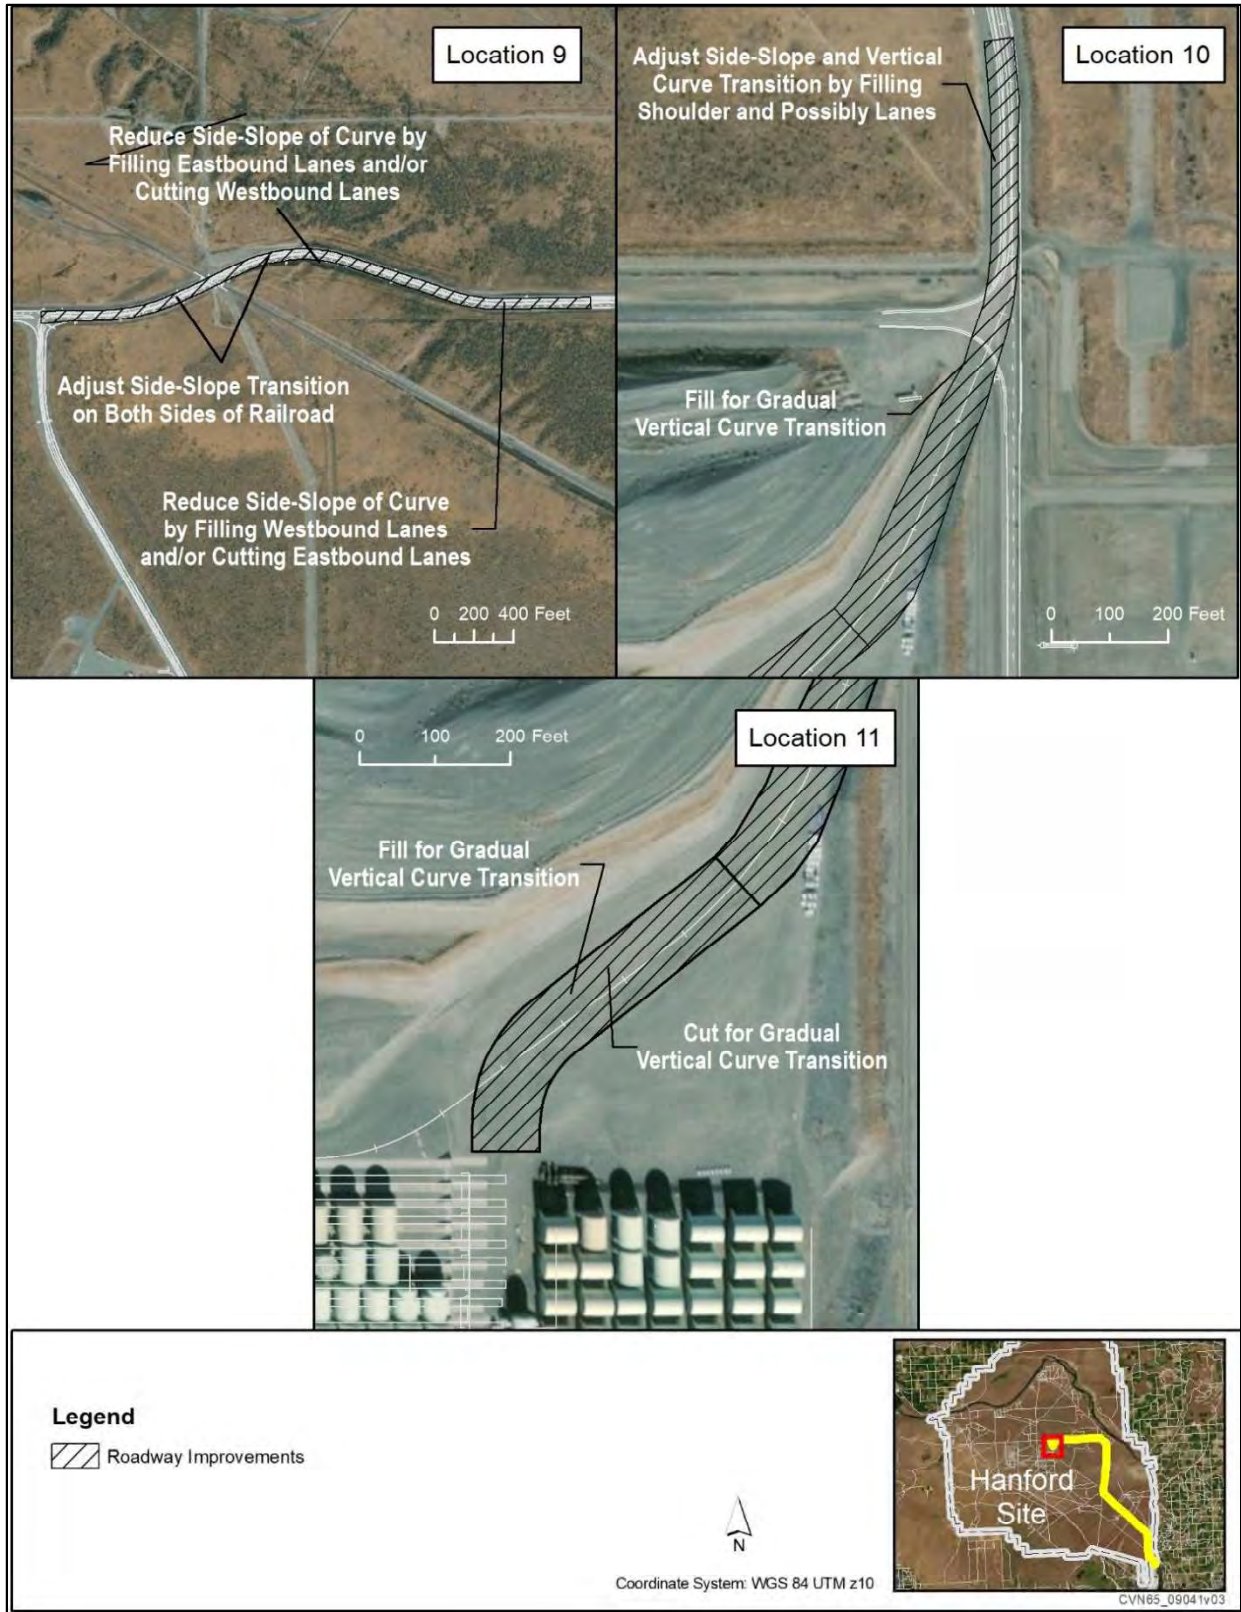 Location 9
Reduce Side-Slope of Curve by
Filling Eastbound Lanes and/or
Cutting Westbound Lanes
Adjust Side-Slope Transition
on Both Sides of Railroad
Reduce Side-Slope of Curve
by Filling Westbound Lanes
and/or Cutting Eastbound Lanes
0 200 400 Feet
Location 10
Adjust Side-Slope and Vertical
Curve Transition by Filling
Shoulder and Possibly Lanes
Fill for Gradual
Vertical Curve Transition
0 100 200 Feet
Location 11
0 100 200 Feet
Fill for Gradual
Vertical Curve Transition
Cut for Gradual
Vertical Curve Transition
Legend
Roadway Improvements
N
Coordinate System: WGS 84 UTM z10
Hanford
Site
CVN65_09041v03